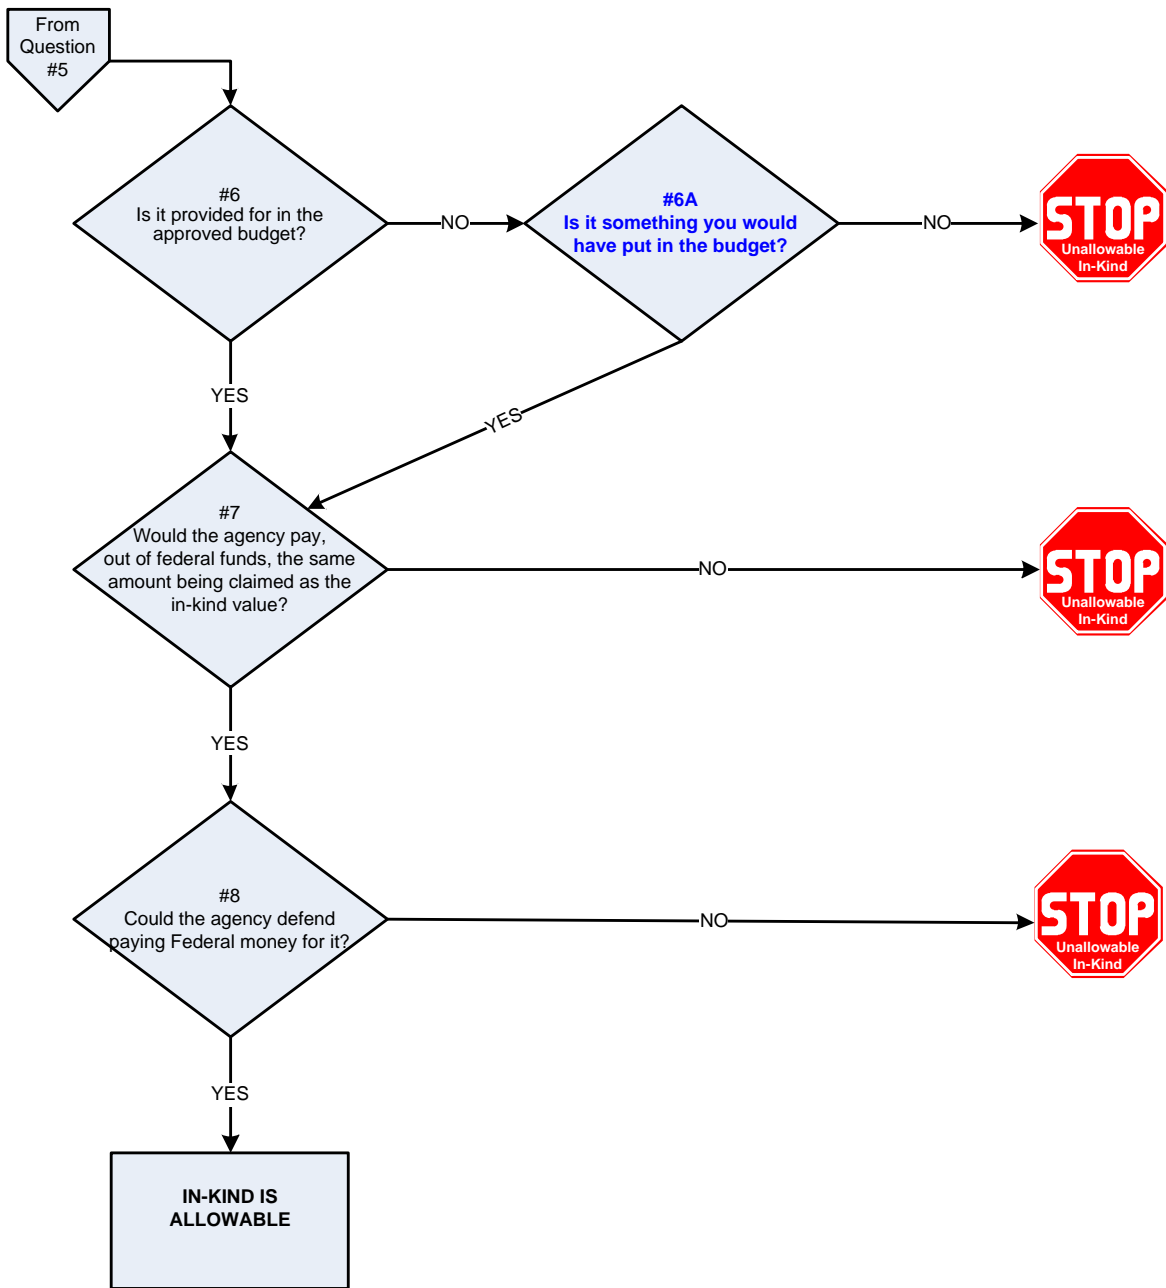 From
Question
#5
#6
Is it provided for in the
approved budget?
NO
#6A
Is it something you would
have put in the budget?
NO
STOP
Unallowable
In-Kind
YES
YES
#7
Would the agency pay,
out of federal funds, the same
amount being claimed as the
in-kind value?
NO
STOP
Unallowable
In-Kind
YES
#8
Could the agency defend
paying Federal money for it?
NO
STOP
Unallowable
In-Kind
YES
IN-KIND IS
ALLOWABLE